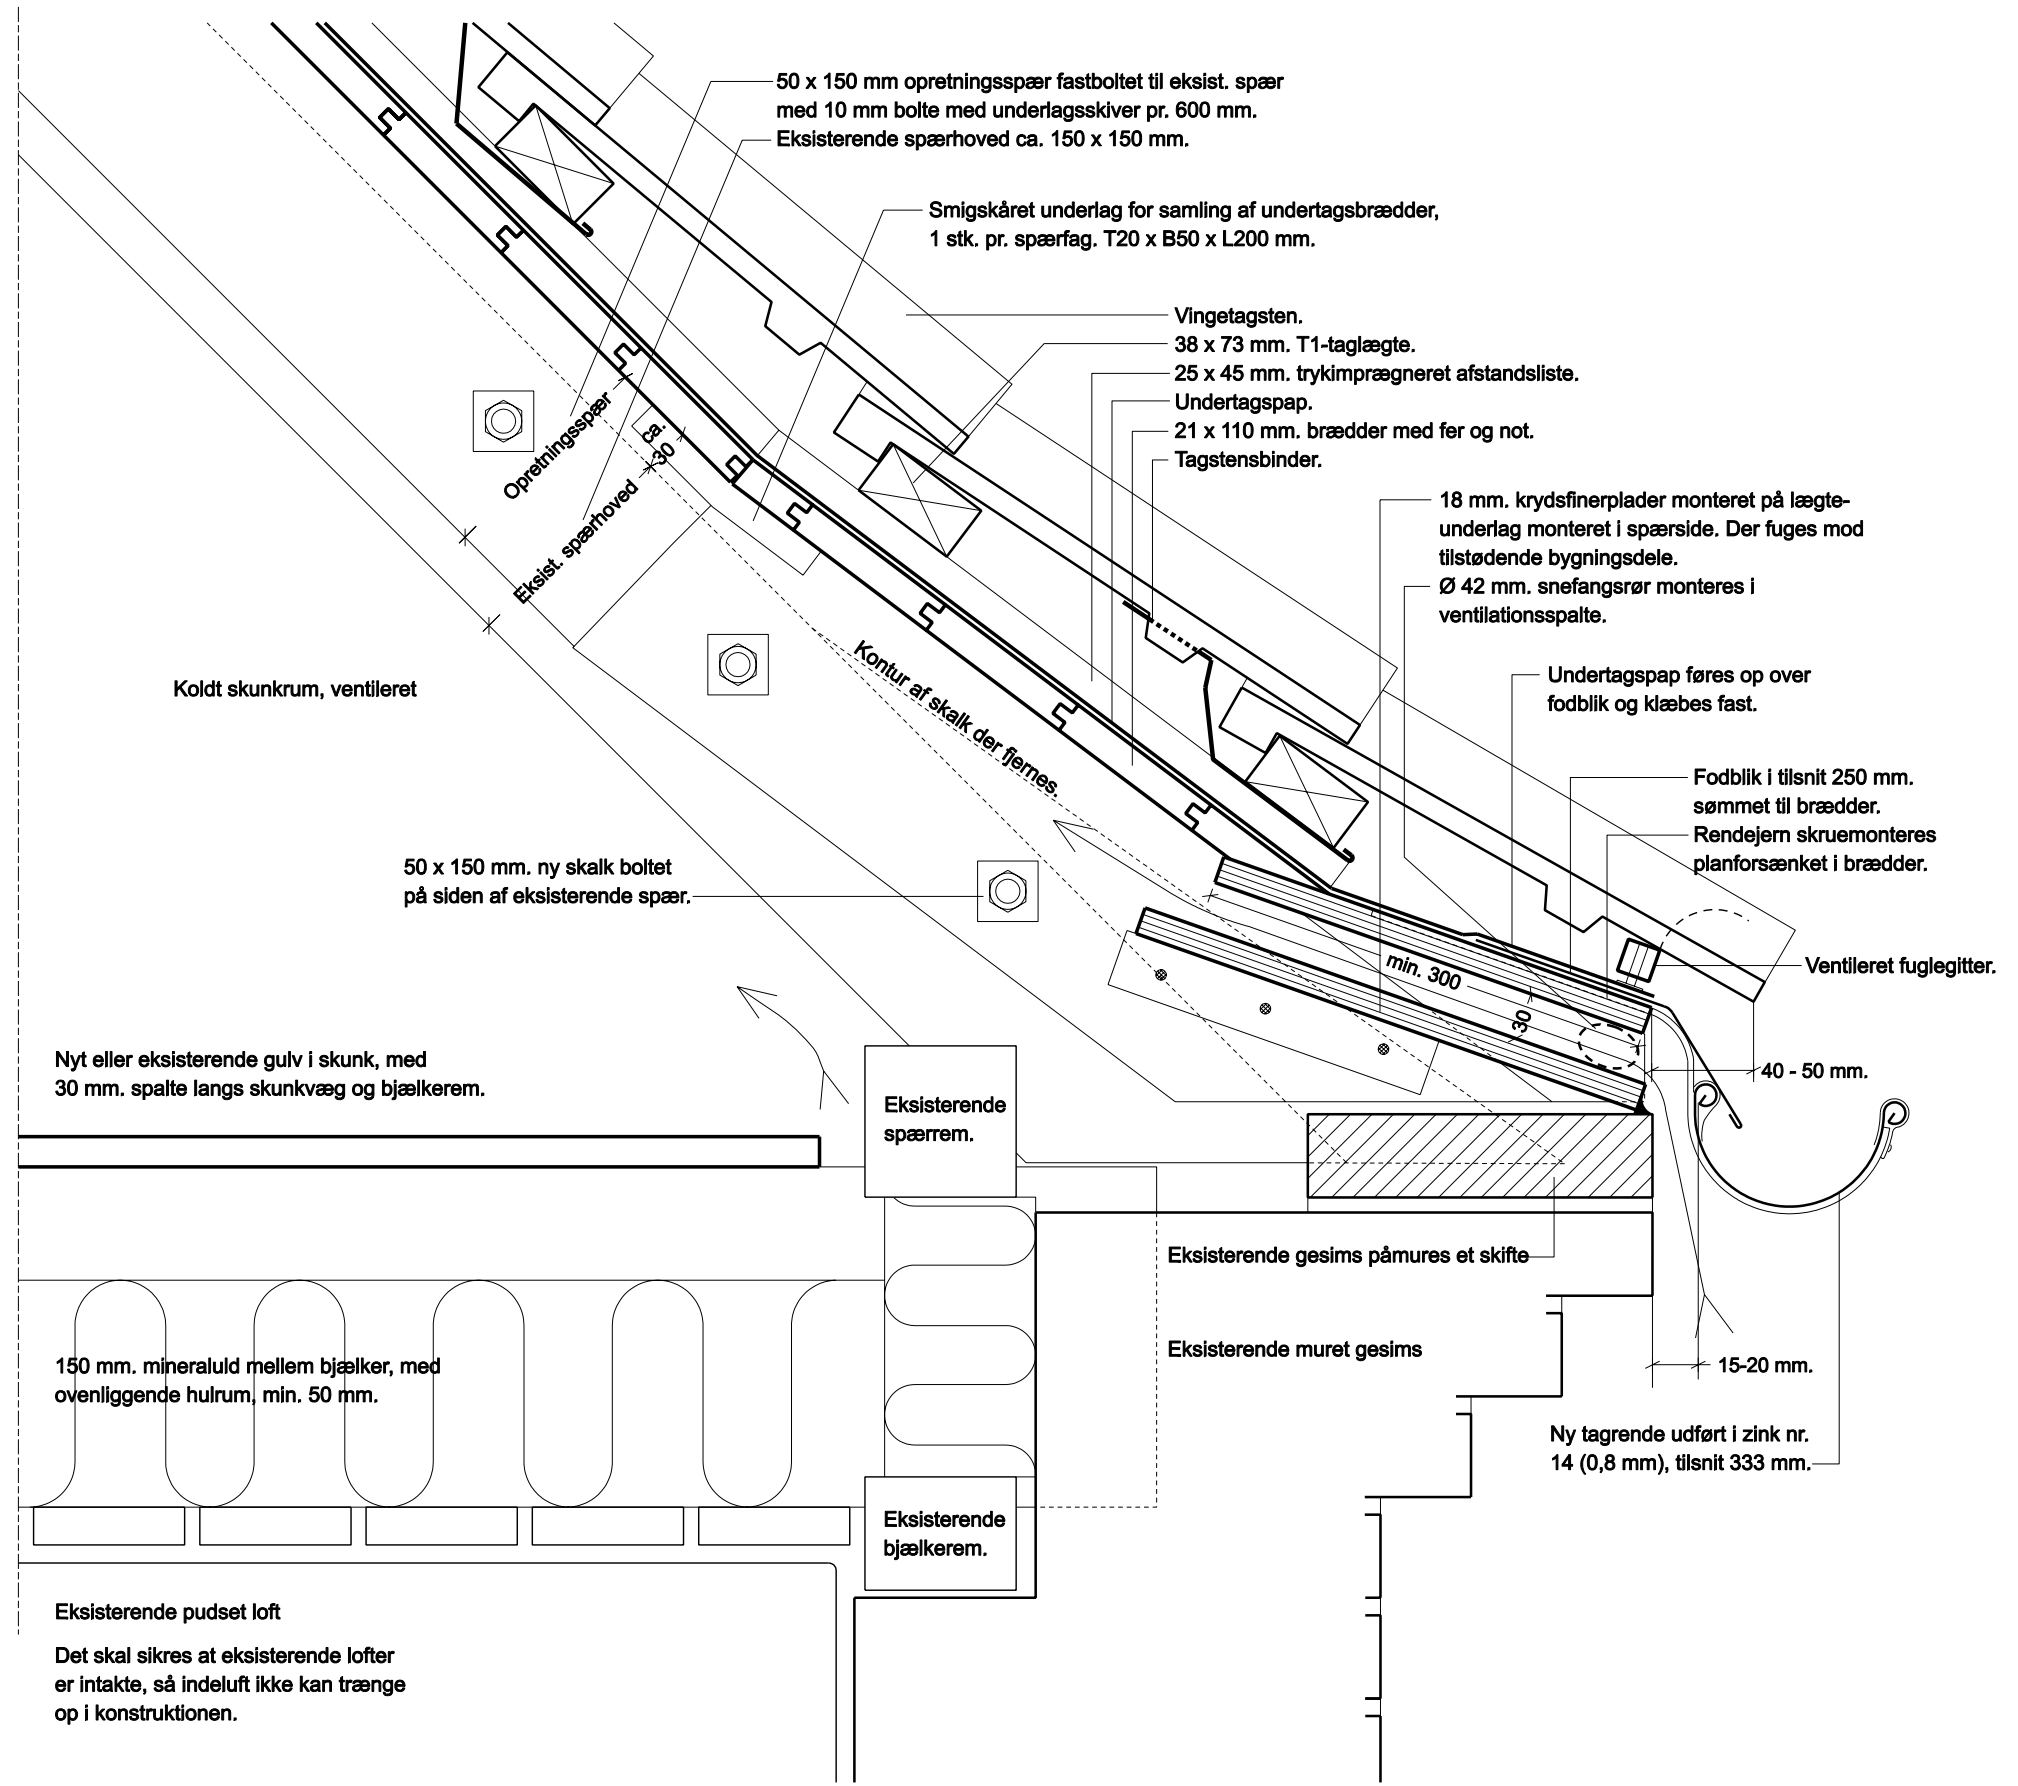 50 x 150 mm opretningsspær fastboltet til eksist. spær
med 10 mm bolte med underlagsskiver pr. 600 mm.
Eksisterende spærhoved ca. 150 x 150 mm.
Smigskåret underlag for samling af undertagsbrædder,
1 stk. pr. spærfag. T20 x B50 x L200 mm.
Vingetagsten.
38 x 73 mm. T1-taglægte.
25 x 45 mm. trykimprægneret afstandsliste.
Undertagspap.
21 x 110 mm. brædder med fer og not.
Tagstensbinder.
18 mm. krydsfinerplader monteret på lægte-
underlag monteret i spærside. Der fuges mod
tilstødende bygningsdele.
Ø 42 mm. snefangsrør monteres i
ventilationsspalte.
Undertagspap føres op over
fodblik og klæbes fast.
Fodblik i tilsnit 250 mm.
sømmet til brædder.
Rendejern skruemonteres
planforsænket i brædder.
Ventileret fuglegitter.
Opretningsspær
ca.
30
Eksist. spærhoved
Kontur af skalk der fjernes.
Koldt skunkrum, ventileret
50 x 150 mm. ny skalk boltet
på siden af eksisterende spær.
min. 300
30
40 - 50 mm.
Nyt eller eksisterende gulv i skunk, med
30 mm. spalte langs skunkvæg og bjælkerem.
Eksisterende
spærrem.
Eksisterende gesims påmures et skifte
Eksisterende muret gesims
15-20 mm.
150 mm. mineraluld mellem bjælker, med
ovenliggende hulrum, min. 50 mm.
Ny tagrende udført i zink nr.
14 (0,8 mm), tilsnit 333 mm.
Eksisterende
bjælkerem.
Eksisterende pudset loft
Det skal sikres at eksisterende lofter
er intakte, så indeluft ikke kan trænge
op i konstruktionen.